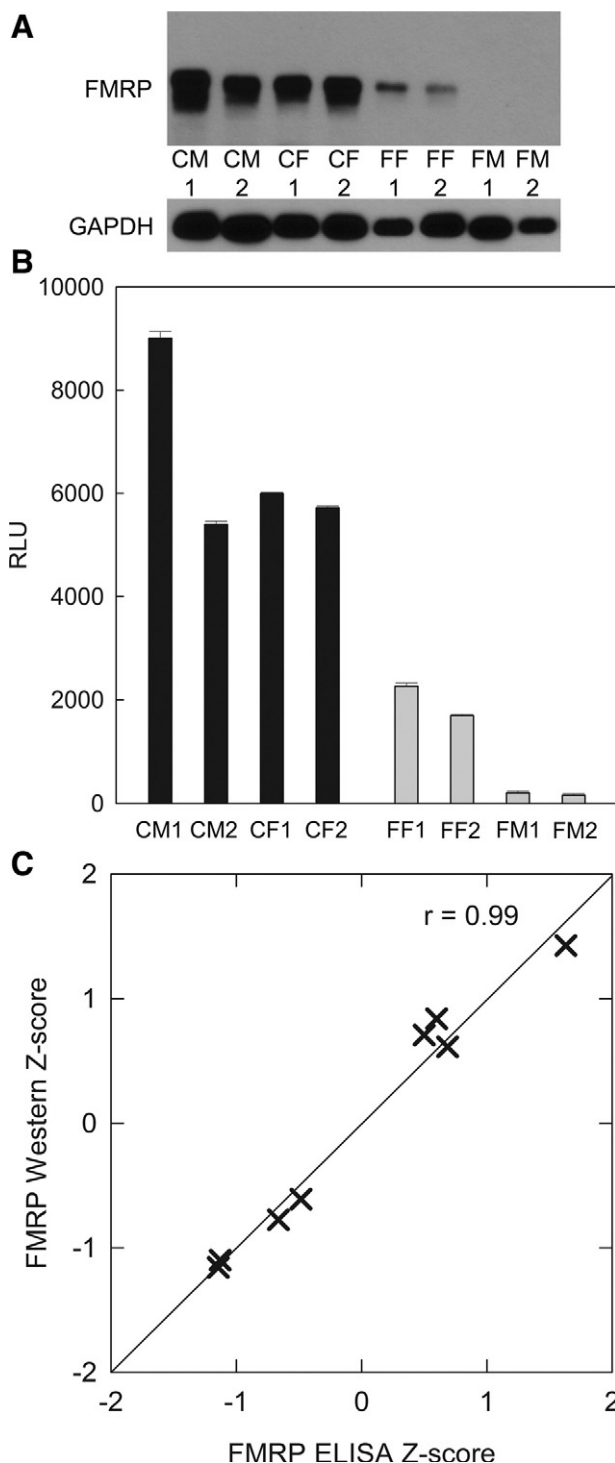 A
FMRP
CM CM CF CF FF FF FM FM
1 2 1 2 1 2 1 2
GAPDH
B
10000
8000
6000
4000
2000
0
RLU
CM1 CM2 CF1 CF2 FF1 FF2 FM1 FM2
C
2
1
0
-1
-2
r = 0.99
FMRP Western Z-score
-2 -1 0 1 2
FMRP ELISA Z-score